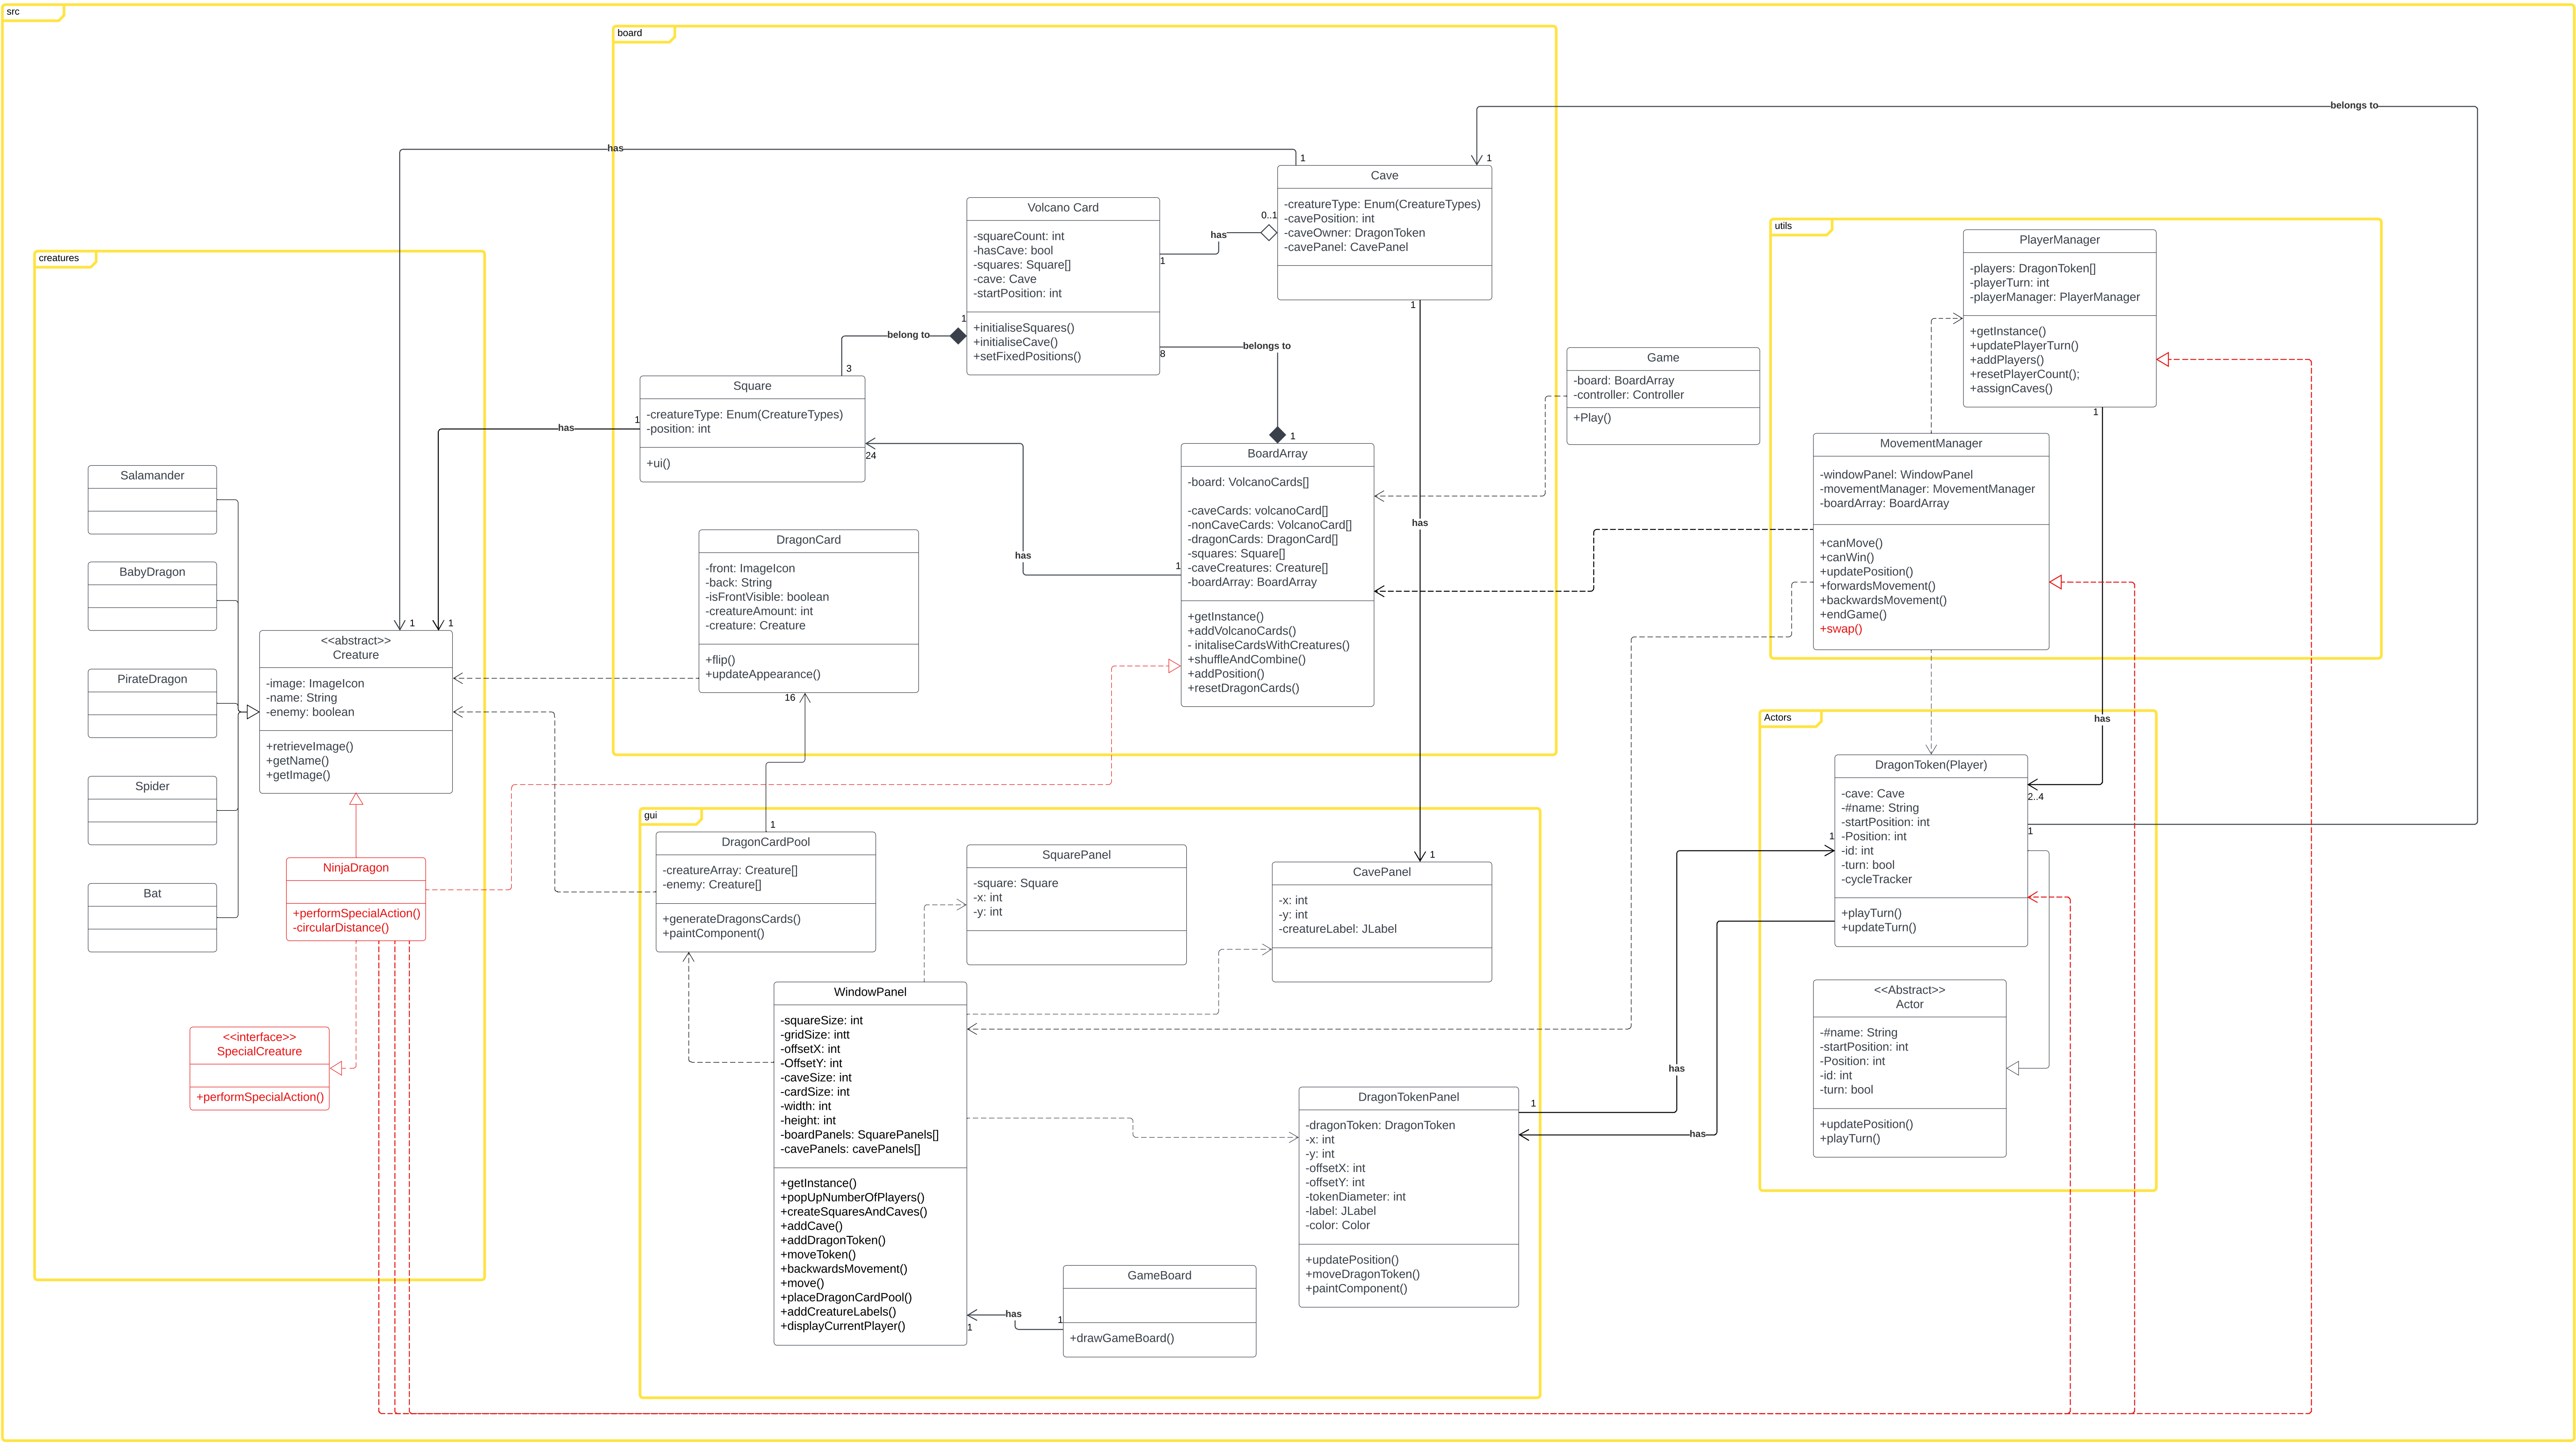 src
board
belongs to
1
has
1
Cave
-creatureType: Enum(CreatureTypes)
-cavePosition: int
-caveOwner: DragonToken
-cavePanel: CavePanel
0..1
has
1
1
Volcano Card
-squareCount: int
-hasCave: bool
-squares: Square[]
-cave: Cave
-startPosition: int
+initialiseSquares()
+initialiseCave()
+setFixedPositions()
1
belong to
3
8
belongs to
1
utils
PlayerManager
-players: DragonToken[]
-playerTurn: int
-playerManager: PlayerManager
+getInstance()
+updatePlayerTurn()
+addPlayers()
+resetPlayerCount();
+assignCaves()
1
creatures
Game
-board: BoardArray
-controller: Controller
+Play()
Square
-creatureType: Enum(CreatureTypes)
-position: int
+ui()
1
has
24
has
1
BoardArray
-board: VolcanoCards[]
-caveCards: volcanoCard[]
-nonCaveCards: VolcanoCard[]
-dragonCards: DragonCard[]
-squares: Square[]
-caveCreatures: Creature[]
-boardArray: BoardArray
+getInstance()
+addVolcanoCards()
- initaliseCardsWithCreatures()
+shuffleAndCombine()
+addPosition()
+resetDragonCards()
has
MovementManager
-windowPanel: WindowPanel
-movementManager: MovementManager
-boardArray: BoardArray
+canMove()
+canWin()
+updatePosition()
+forwardsMovement()
+backwardsMovement()
+endGame()
+swap()
Salamander
BabyDragon
PirateDragon
Spider
Bat
1
1
<<abstract>>
Creature
-image: ImageIcon
-name: String
-enemy: boolean
+retrieveImage()
+getName()
+getImage()
DragonCard
-front: ImageIcon
-back: String
-isFrontVisible: boolean
-creatureAmount: int
-creature: Creature
+flip()
+updateAppearance()
16
Actors
has
DragonToken(Player)
-cave: Cave
-#name: String
-startPosition: int
-Position: int
-id: int
-turn: bool
-cycleTracker
+playTurn()
+updateTurn()
2..4
1
1
gui
1
DragonCardPool
-creatureArray: Creature[]
-enemy: Creature[]
+generateDragonsCards()
+paintComponent()
SquarePanel
-square: Square
-x: int
-y: int
1
CavePanel
-x: int
-y: int
-creatureLabel: JLabel
NinjaDragon
+performSpecialAction()
-circularDistance()
<<interface>>
SpecialCreature
+performSpecialAction()
WindowPanel
-squareSize: int
-gridSize: intt
-offsetX: int
-OffsetY: int
-caveSize: int
-cardSize: int
-width: int
-height: int
-boardPanels: SquarePanels[]
-cavePanels: cavePanels[]
+getInstance()
+popUpNumberOfPlayers()
+createSquaresAndCaves()
+addCave()
+addDragonToken()
+moveToken()
+backwardsMovement()
+move()
+placeDragonCardPool()
+addCreatureLabels()
+displayCurrentPlayer()
<<Abstract>>
Actor
-#name: String
-startPosition: int
-Position: int
-id: int
-turn: bool
+updatePosition()
+playTurn()
has
1
has
DragonTokenPanel
-dragonToken: DragonToken
-x: int
-y: int
-offsetX: int
-offsetY: int
-tokenDiameter: int
-label: JLabel
-color: Color
+updatePosition()
+moveDragonToken()
+paintComponent()
GameBoard
+drawGameBoard()
has
1
1